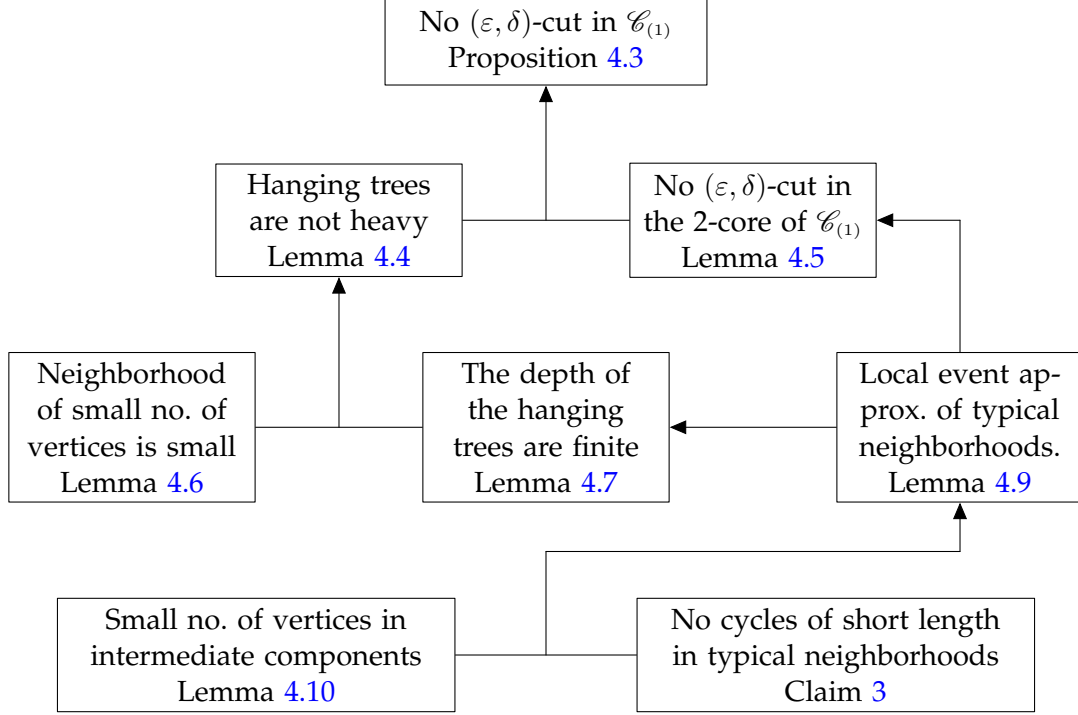 No (ε, δ)-cut in 𝒞₍₁₎
Proposition 4.3
Hanging trees
are not heavy
Lemma 4.4
No (ε, δ)-cut in
the 2-core of 𝒞₍₁₎
Lemma 4.5
Neighborhood
of small no. of
vertices is small
Lemma 4.6
The depth of
the hanging
trees are finite
Lemma 4.7
Local event ap-
prox. of typical
neighborhoods.
Lemma 4.9
Small no. of vertices in
intermediate components
Lemma 4.10
No cycles of short length
in typical neighborhoods
Claim 3